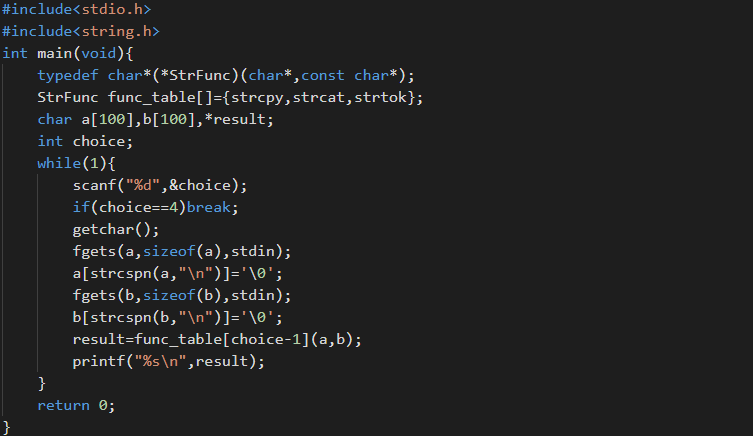 #include<stdio.h>
#include<string.h>
int main(void){
    typedef char*(*StrFunc)(char*,const char*);
    StrFunc func_table[]={strcpy,strcat,strtok};
    char a[100],b[100],*result;
    int choice;
    while(1){
        scanf("%d",&choice);
        if(choice==4)break;
        getchar();
        fgets(a,sizeof(a),stdin);
        a[strcspn(a,"\n")]='\0';
        fgets(b,sizeof(b),stdin);
        b[strcspn(b,"\n")]='\0';
        result=func_table[choice-1](a,b);
        printf("%s\n",result);
    }
    return 0;
}